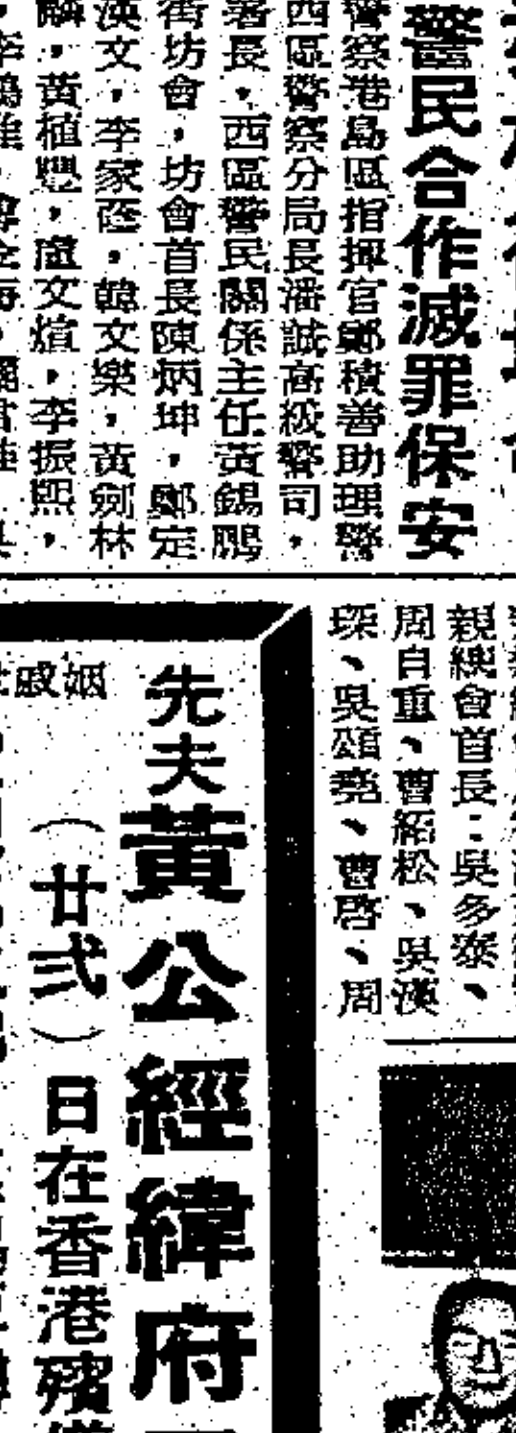 警民合作滅罪保安
警察港島區指揮官鄭積善助理警
西區警察分局長潘誠高級警司，
署長，西區警民關係主任黃錫鵬
街坊會，坊會首長陳炳坤，鄭定
漢文，李家　，韓文樂，黃劍林
麟，黃植　，盧文煊，李振熙，
親總會首長：吳多泰、
周自重、曹紹松、吳漢
琛、吳頌堯、曹啓、周
先夫黃公經緯府
（廿弍）日在香港殯儀
姻戚